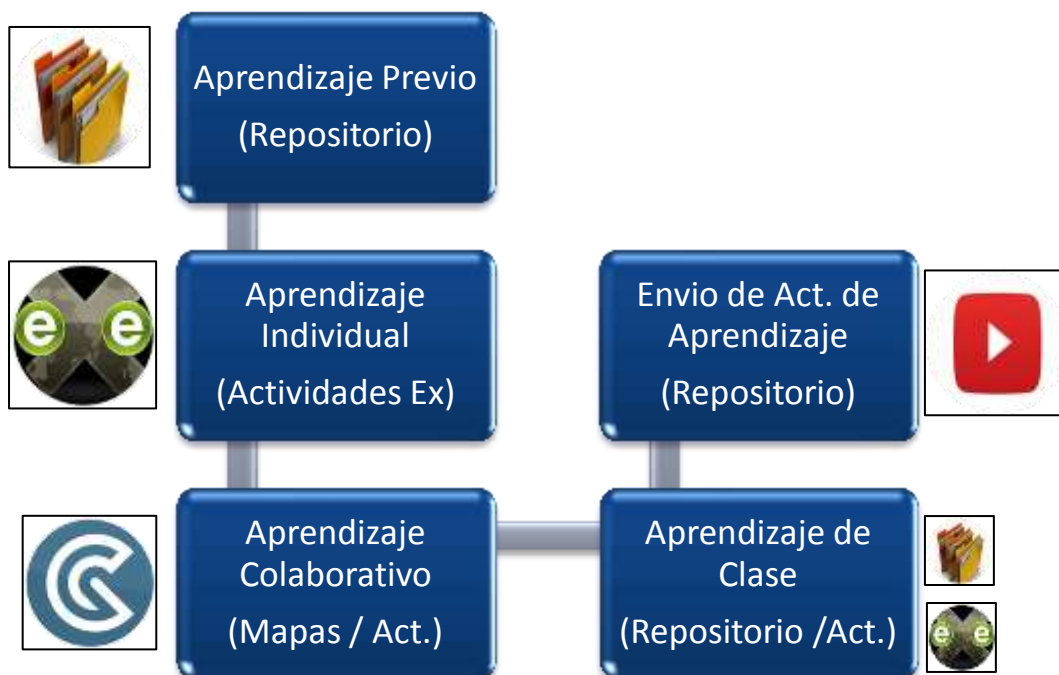 Aprendizaje Previo
(Repositorio)
Aprendizaje
Individual
(Actividades Ex)
Envio de Act. de
Aprendizaje
(Repositorio)
Aprendizaje
Colaborativo
(Mapas / Act.)
Aprendizaje de
Clase
(Repositorio /Act.)
e e
e e